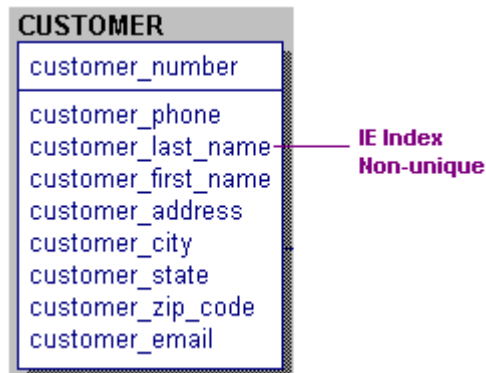 CUSTOMER
customer_number
customer_phone
customer_last_name
customer_first_name
customer_address
customer_city
customer_state
customer_zip_code
customer_email
IE Index
Non-unique